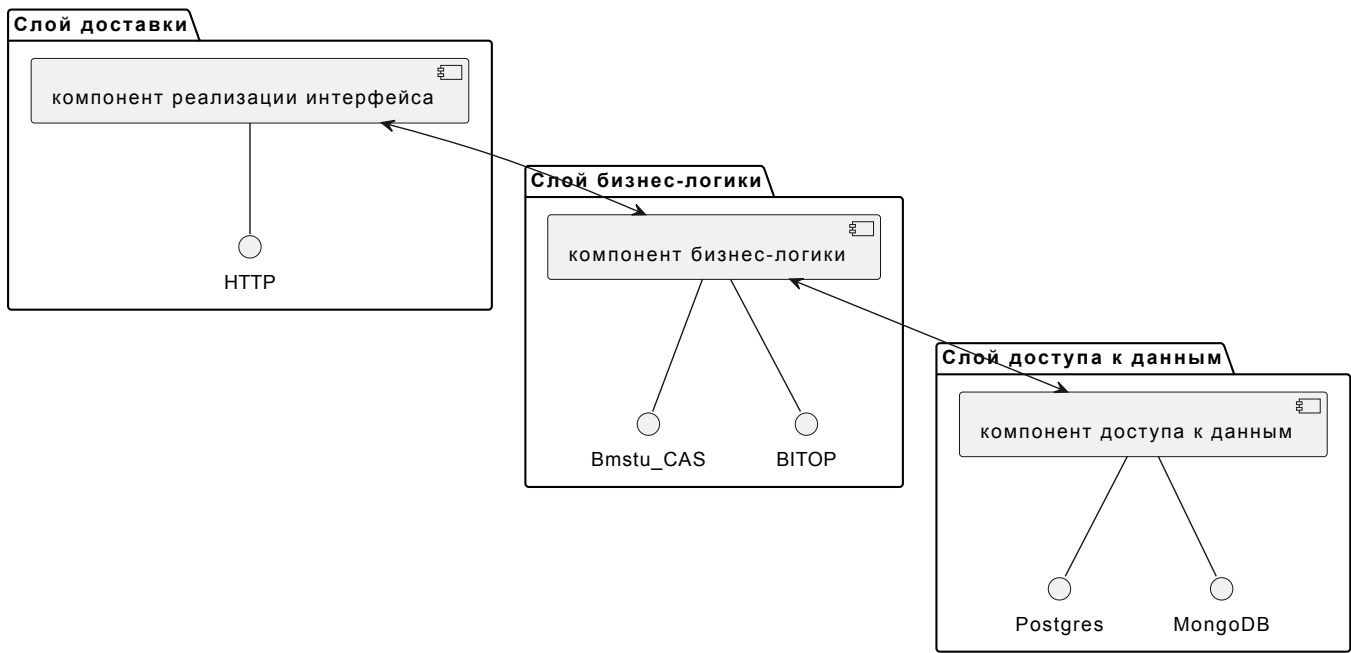 Слой доставки
компонент реализации интерфейса
HTTP
Слой бизнес-логики
компонент бизнес-логики
Bmstu_CAS
BITOP
Слой доступа к данным
компонент доступа к данным
Postgres
MongoDB